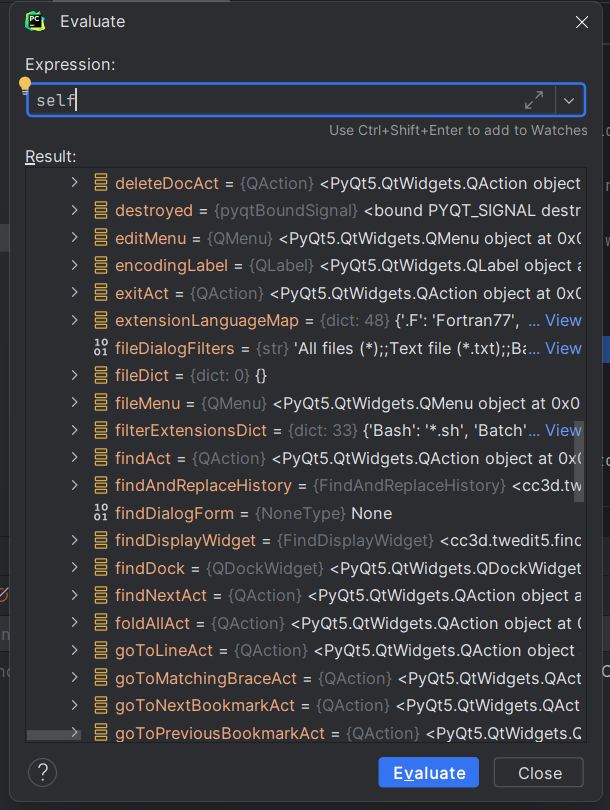 PC
Evaluate
Expression:
self
Use Ctrl+Shift+Enter to add to Watches
Result:
deleteDocAct = {QAction} <PyQt5.QtWidgets.QAction object
destroyed = {pyqtBoundSignal} <bound PYQT_SIGNAL destr
editMenu = {QMenu} <PyQt5.QtWidgets.QMenu object at 0x0
encodingLabel = {QLabel} <PyQt5.QtWidgets.QLabel object a
exitAct = {QAction} <PyQt5.QtWidgets.QAction object at 0x0
extensionLanguageMap = {dict: 48} {'.F': 'Fortran77', ... View
fileDialogFilters = {str} 'All files (*);;Text file (*.txt);;Ba... View
fileDict = {dict: 0} {}
fileMenu = {QMenu} <PyQt5.QtWidgets.QMenu object at 0x0
filterExtensionsDict = {dict: 33} {'Bash': '*.sh', 'Batch'... View
findAct = {QAction} <PyQt5.QtWidgets.QAction object at 0x0
findAndReplaceHistory = {FindAndReplaceHistory} <cc3d.tw
findDialogForm = {NoneType} None
findDisplayWidget = {FindDisplayWidget} <cc3d.twedit5.find
findDock = {QDockWidget} <PyQt5.QtWidgets.QDockWidget
findNextAct = {QAction} <PyQt5.QtWidgets.QAction object a
foldAllAct = {QAction} <PyQt5.QtWidgets.QAction object at 0
goToLineAct = {QAction} <PyQt5.QtWidgets.QAction object
goToMatchingBraceAct = {QAction} <PyQt5.QtWidgets.QA
goToNextBookmarkAct = {QAction} <PyQt5.QtWidgets.QAct
goToPreviousBookmarkAct = {QAction} <PyQt5.QtWidgets.Q
?
Evaluate
Close